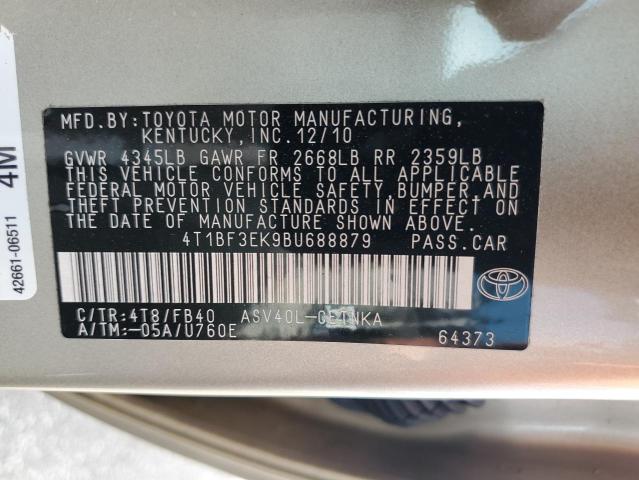 MFD.BY:TOYOTA MOTOR MANUFACTURING,
KENTUCKY, INC.12/10
GVWR 4345LB GAWR FR 2668LB RR 2359LB
THIS VEHICLE CONFORMS TO ALL APPLICABLE
FEDERAL MOTOR VEHICLE SAFETY, BUMPER, AND
THEFT PREVENTION STANDARDS IN EFFECT ON
THE DATE OF MANUFACTURE SHOWN ABOVE.
4T1BF3EK9BU688879 PASS.CAR
C/TR:4T8/FB40 ASV40L-CETNKA
A/TM:-05A/U760E 64373
TOYOTA
42661-06511
4M